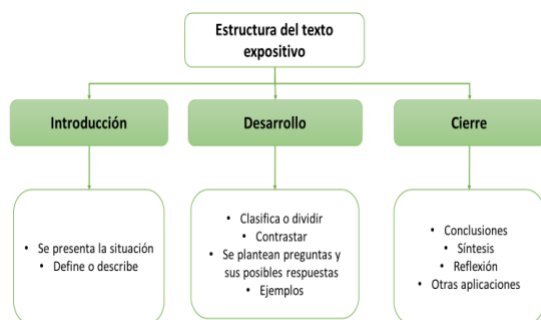 Estructura del texto
expositivo
Introducción
Desarrollo
Cierre
• Se presenta la situación
• Define o describe
• Clasifica o dividir
• Contrastar
• Se plantean preguntas y
sus posibles respuestas
• Ejemplos
• Conclusiones
• Síntesis
• Reflexión
• Otras aplicaciones